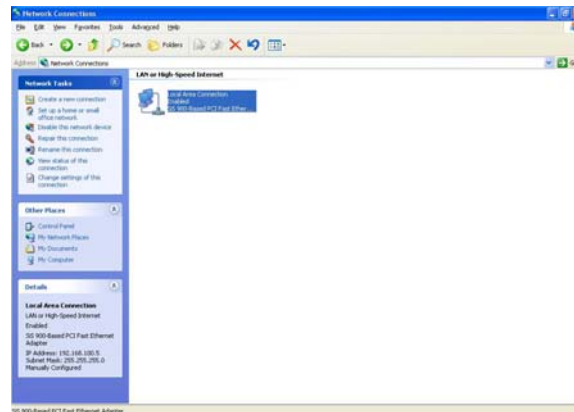 Network Connections
File Edit View Favorites Tools Advanced Help
Back Search Folders
Address Network Connections
Network Tasks
Create a new connection
Set up a home or small
office network
Disable this network device
Repair this connection
Rename this connection
View status of this
connection
Change settings of this
connection
Other Places
Control Panel
My Network Places
My Documents
My Computer
Details
Local Area Connection
LAN or High-Speed Internet
Enabled
SiS 900-Based PCI Fast Ethernet
Adapter
IP Address: 192.168.100.5
Subnet Mask: 255.255.255.0
Manually Configured
LAN or High-Speed Internet
Local Area Connection
Enabled
SiS 900-Based PCI Fast Ether...
SiS 900-Based PCI Fast Ethernet Adapter